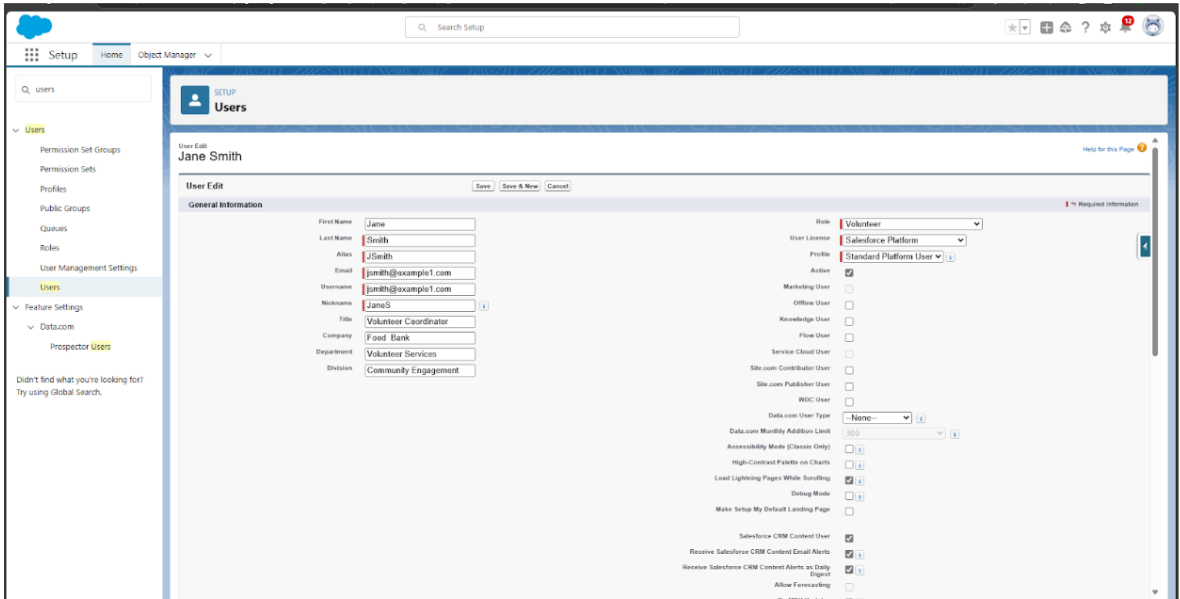 Search Setup
12
Setup
Home
Object Manager
users
Users
Permission Set Groups
Permission Sets
Profiles
Public Groups
Queues
Roles
User Management Settings
Users
Feature Settings
Data.com
Prospector Users
Didn't find what you're looking for?
Try using Global Search.
SETUP
Users
User Edit
Jane Smith
Help for this Page
User Edit
Save
Save & New
Cancel
General Information
= Required Information
First Name Jane
Last Name Smith
Alias JSmith
Email jsmith@example1.com
Username jsmith@example1.com
Nickname JaneS
Title Volunteer Coordinator
Company Food Bank
Department Volunteer Services
Division Community Engagement
Role Volunteer
User License Salesforce Platform
Profile Standard Platform User
Active
Marketing User
Offline User
Knowledge User
Flow User
Service Cloud User
Site.com Contributor User
Site.com Publisher User
WDC User
Data.com User Type --None--
Data.com Monthly Addition Limit 300
Accessibility Mode (Classic Only)
High-Contrast Palette on Charts
Load Lightning Pages While Scrolling
Debug Mode
Make Setup My Default Landing Page
Salesforce CRM Content User
Receive Salesforce CRM Content Email Alerts
Receive Salesforce CRM Content Alerts as Daily
Digest
Allow Forecasting